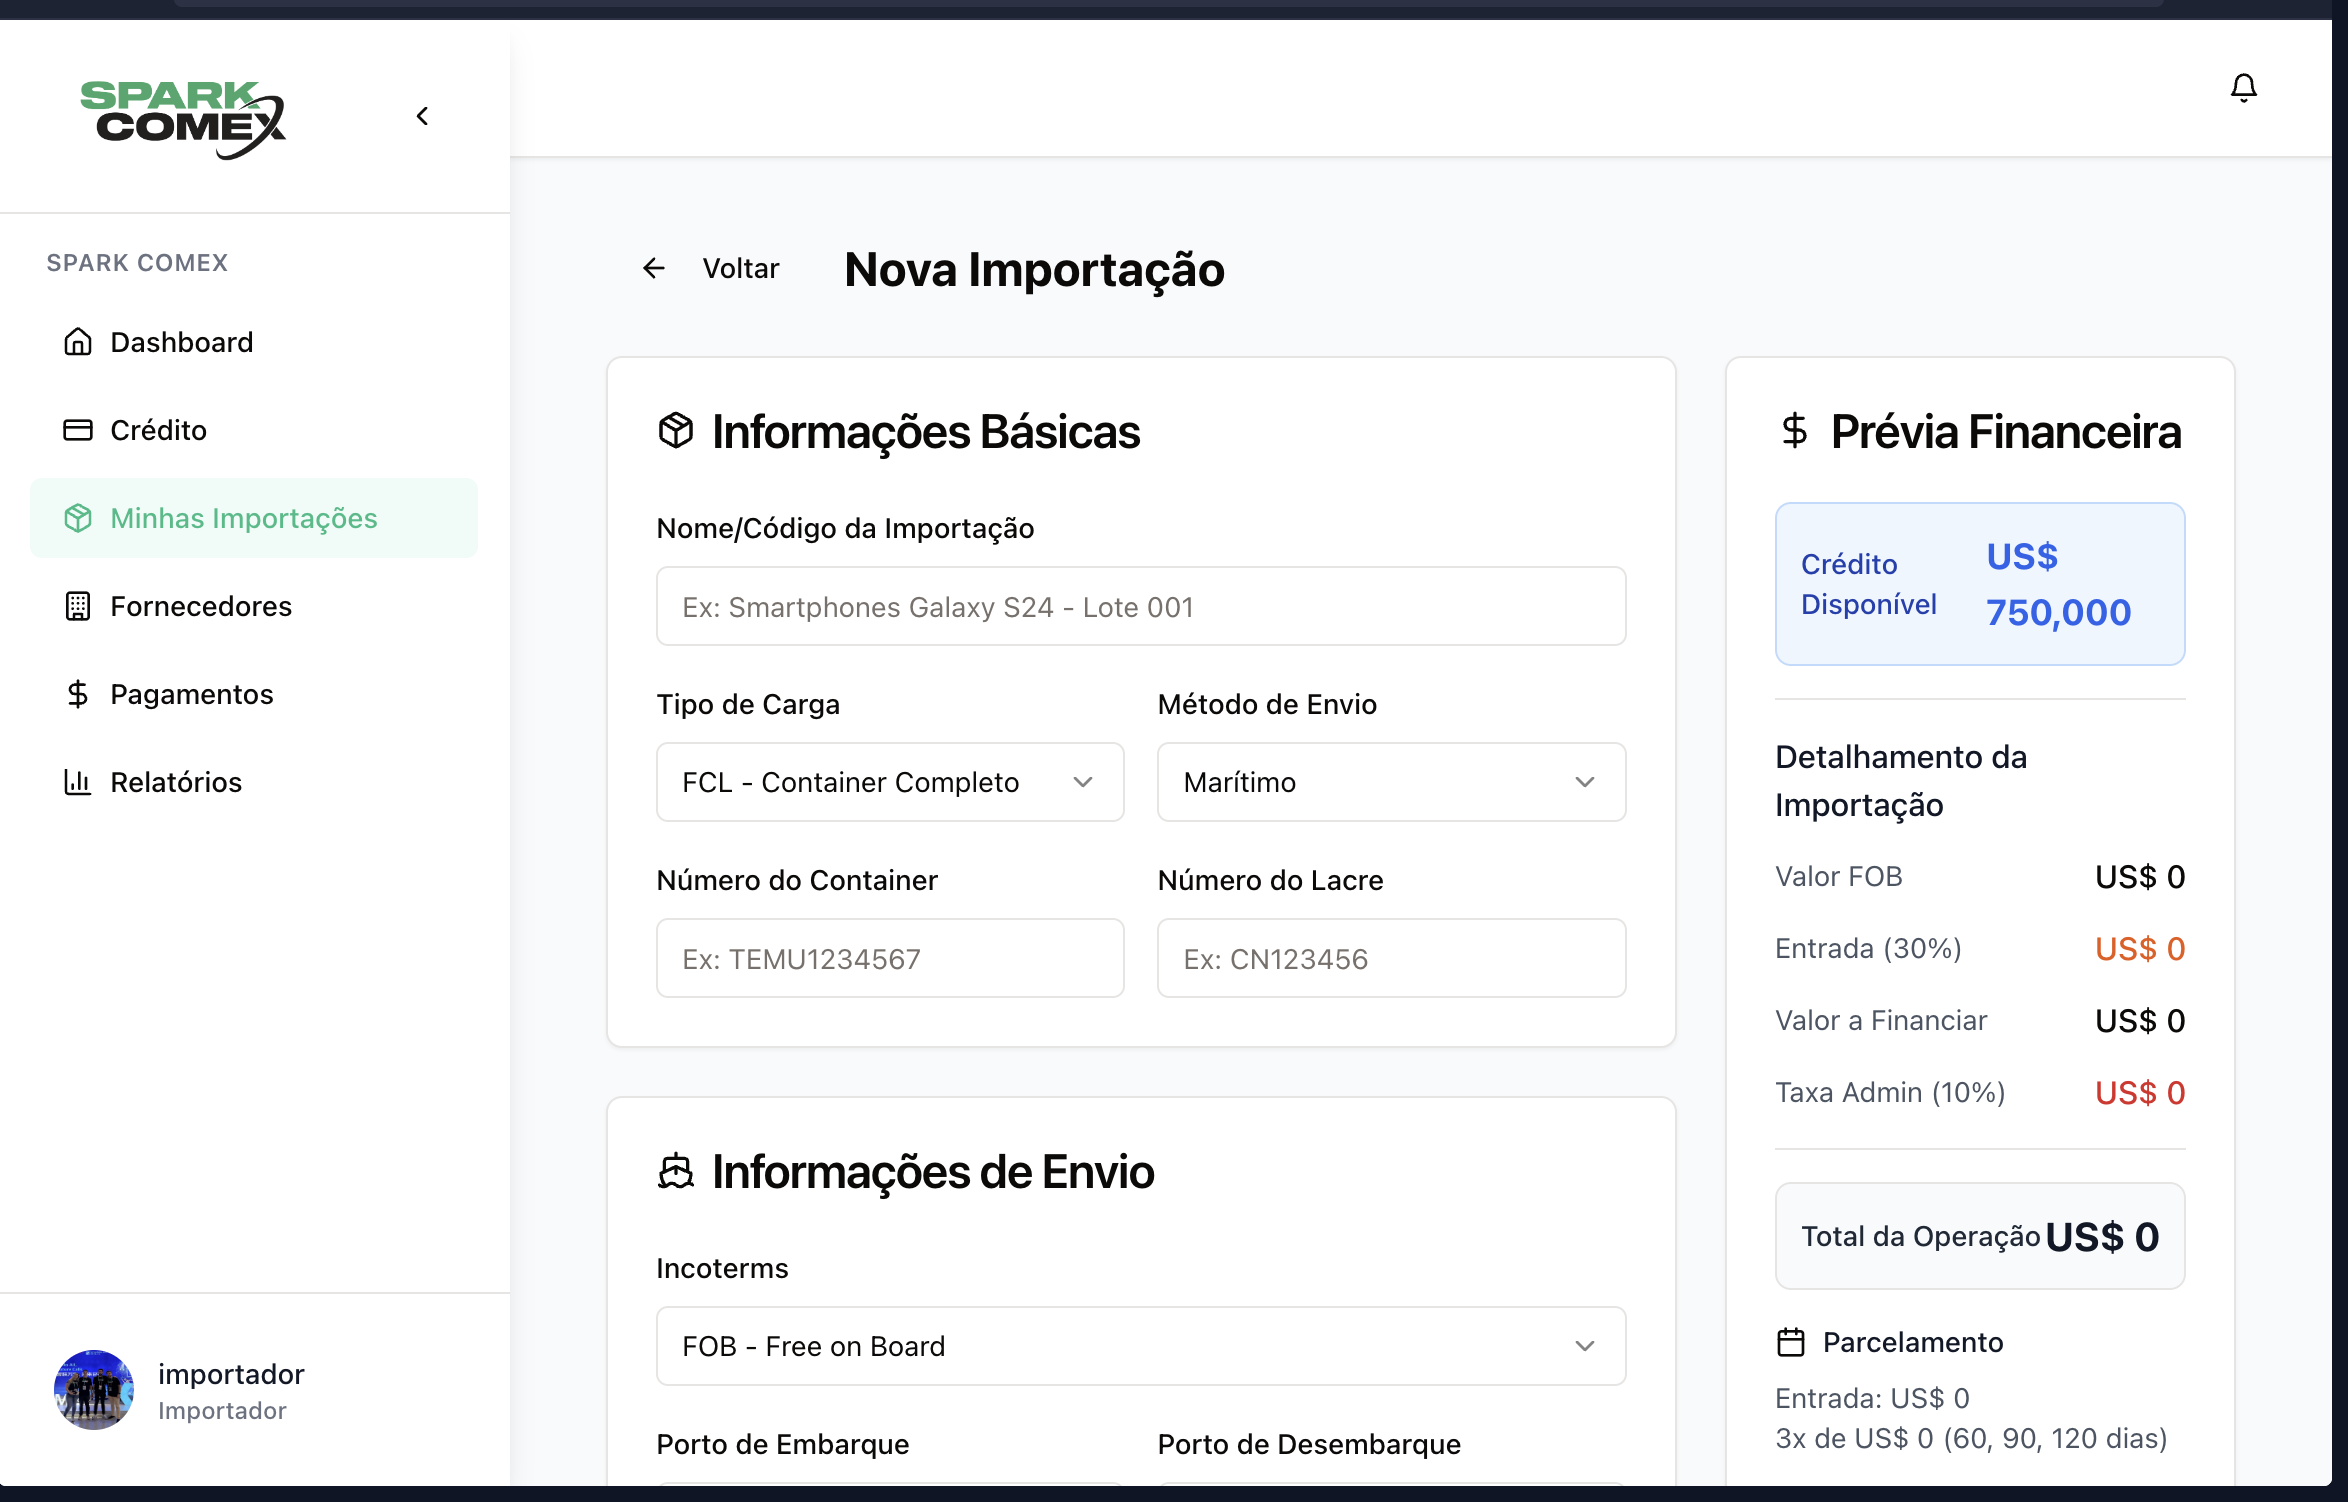 SPARK
COMEX
SPARK COMEX
Dashboard
Crédito
Minhas Importações
Fornecedores
Pagamentos
Relatórios
importador
Importador
Voltar
Nova Importação
Informações Básicas
Nome/Código da Importação
Ex: Smartphones Galaxy S24 - Lote 001
Tipo de Carga
Método de Envio
FCL - Container Completo
Marítimo
Número do Container
Número do Lacre
Ex: TEMU1234567
Ex: CN123456
Informações de Envio
Incoterms
FOB - Free on Board
Porto de Embarque
Porto de Desembarque
Prévia Financeira
Crédito
Disponível
US$
750,000
Detalhamento da
Importação
Valor FOB US$ 0
Entrada (30%) US$ 0
Valor a Financiar US$ 0
Taxa Admin (10%) US$ 0
Total da Operação US$ 0
Parcelamento
Entrada: US$ 0
3x de US$ 0 (60, 90, 120 dias)